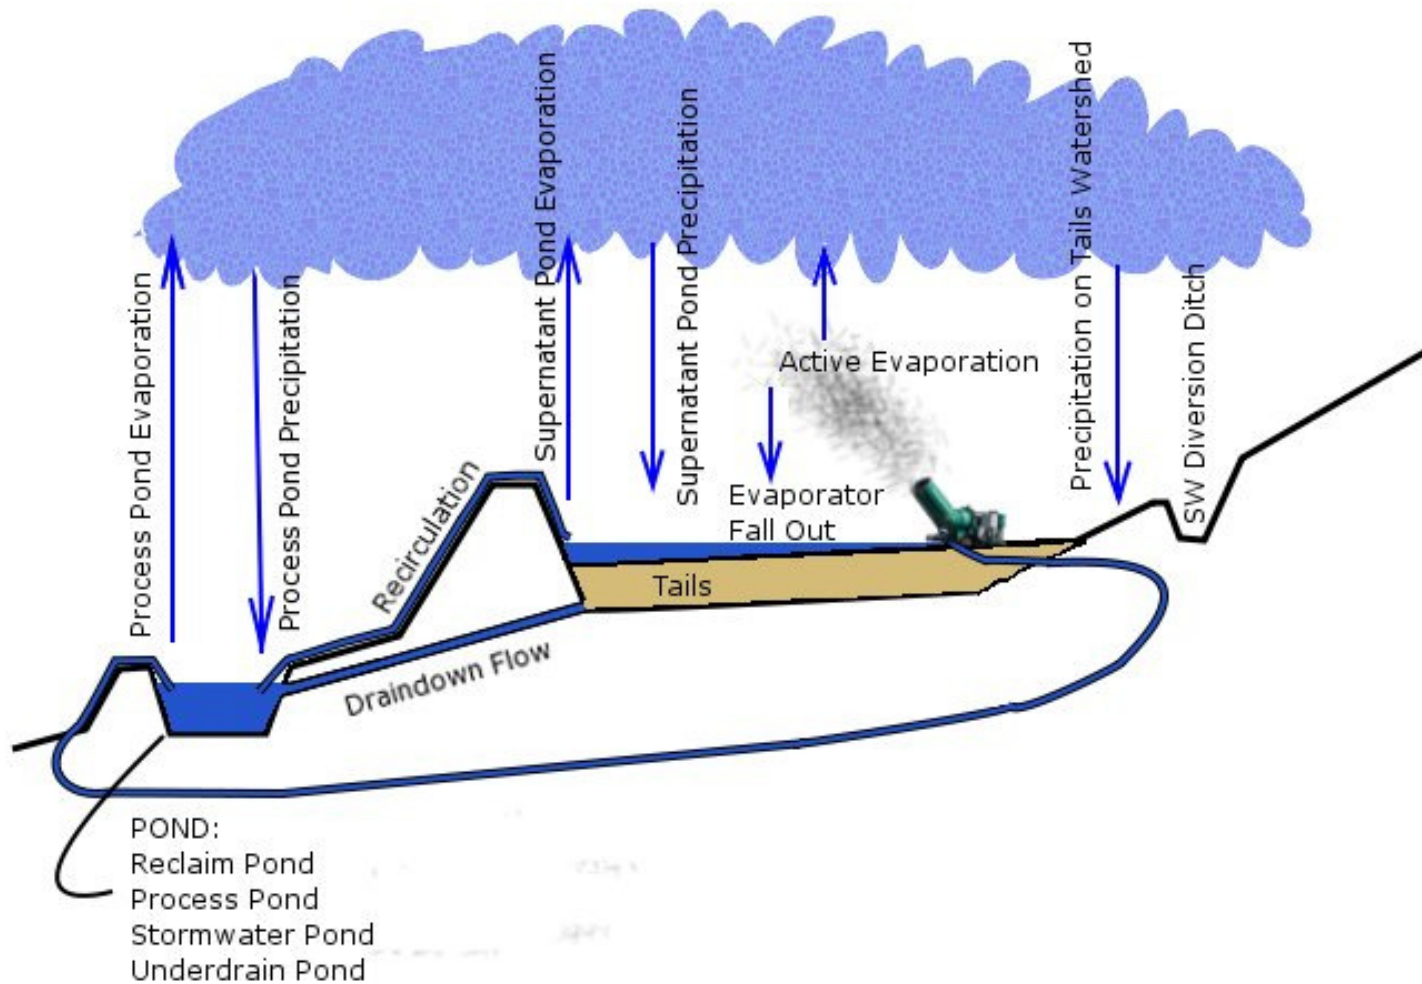 Process Pond Evaporation
Process Pond Precipitation
Supernatant Pond Evaporation
Supernatant Pond Precipitation
Active Evaporation
Evaporator
Fall Out
Precipitation on Tails Watershed
SW Diversion Ditch
Recirculation
Tails
Draindown Flow
POND:
Reclaim Pond
Process Pond
Stormwater Pond
Underdrain Pond